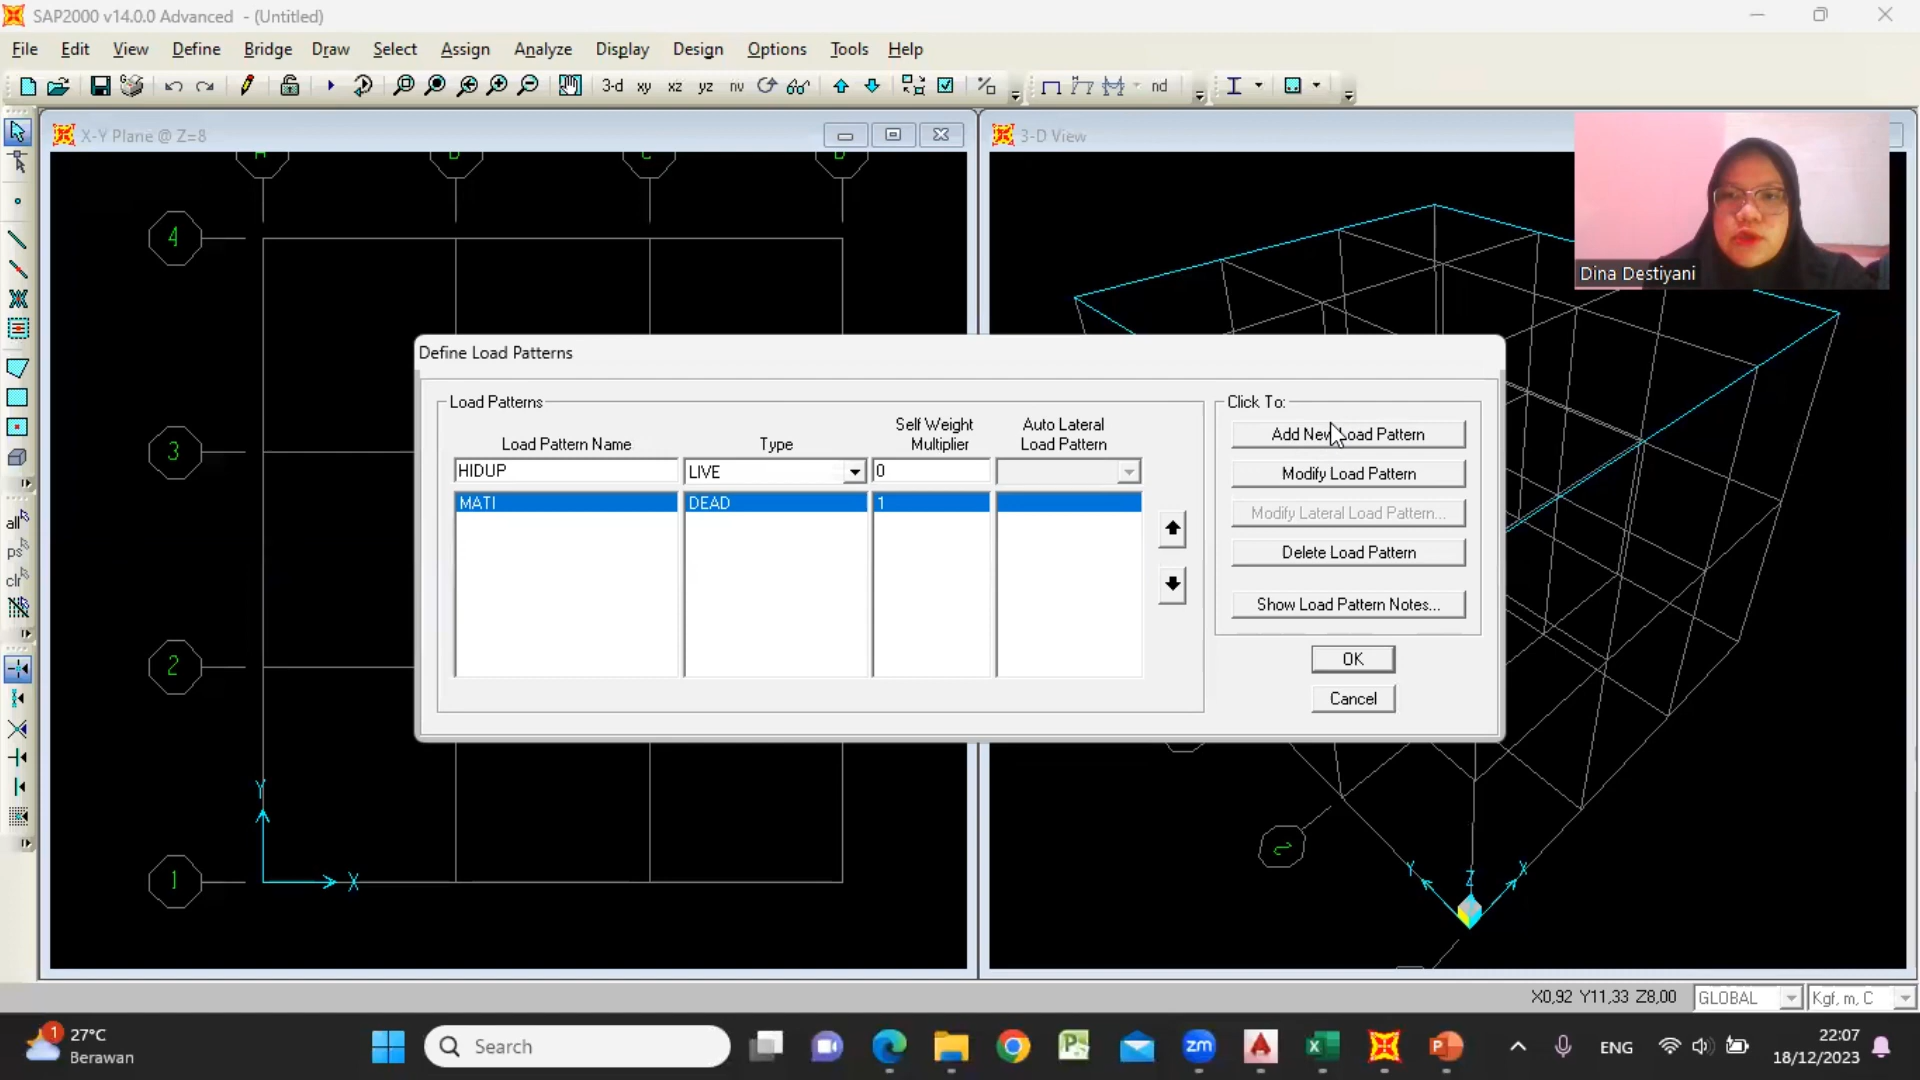 SAP2000 v14.0.0 Advanced - (Untitled)
File Edit View Define Bridge Draw Select Assign Analyze Display Design Options Tools Help
3-d xy xz yz nv nd
X-Y Plane @ Z=8
3-D View
Dina Destiyani
4
3
2
1
Y
X
all
ps
clr
Define Load Patterns
Load Patterns
Load Pattern Name
Type
Self Weight Multiplier
Auto Lateral Load Pattern
HIDUP LIVE 0
MATI DEAD 1
Click To:
Add New Load Pattern
Modify Load Pattern
Modify Lateral Load Pattern...
Delete Load Pattern
Show Load Pattern Notes...
OK
Cancel
Y Z X
X0,92 Y11,33 Z8,00
GLOBAL
Kgf, m, C
1
27°C
Berawan
Search
zm
ENG
22:07
18/12/2023